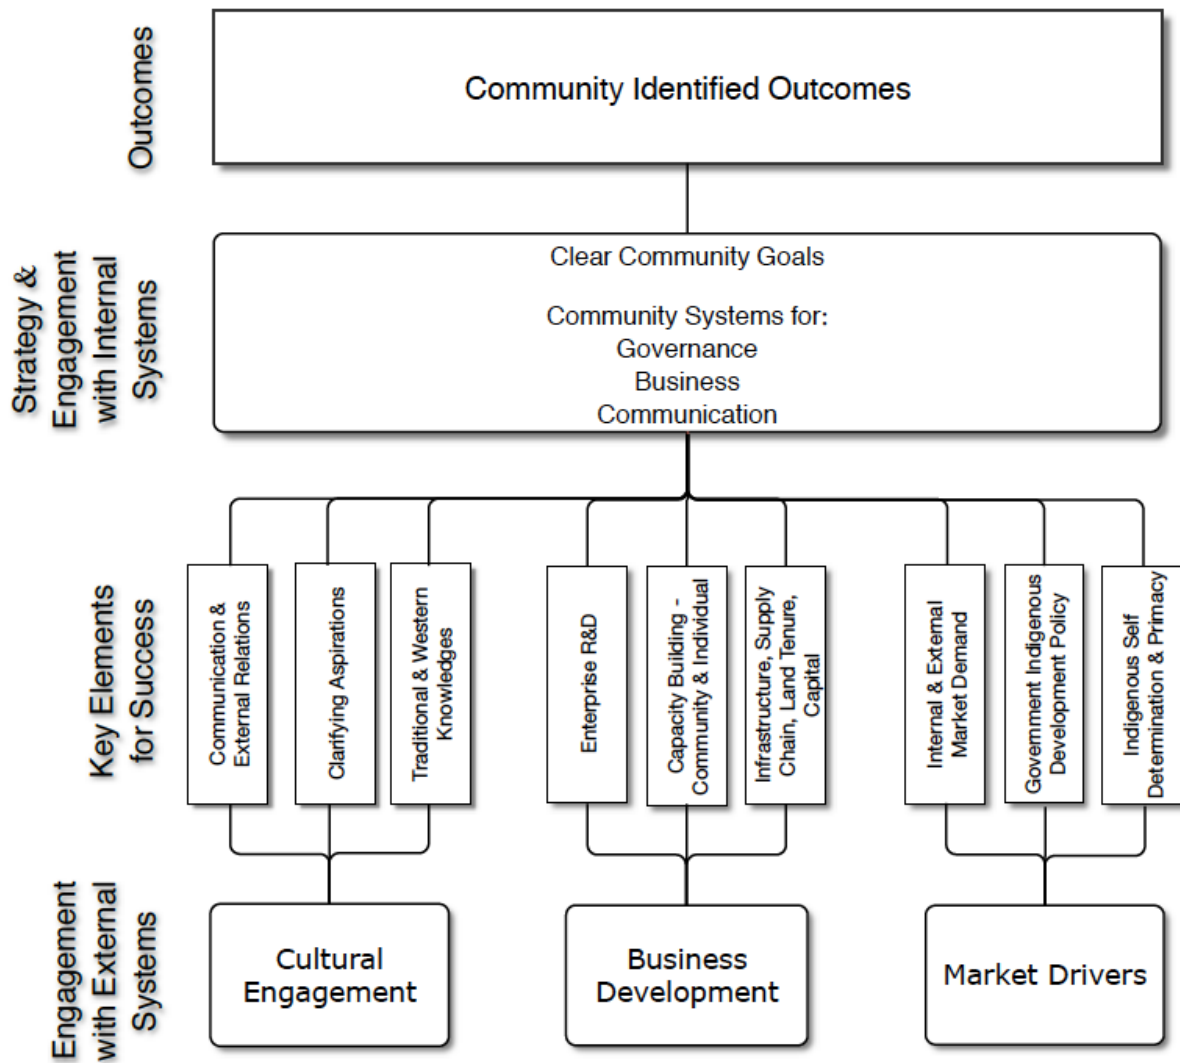 Outcomes
Community Identified Outcomes
Strategy &
Engagement
with Internal
Systems
Clear Community Goals
Community Systems for:
Governance
Business
Communication
Key Elements
for Success
Communication &
External Relations
Clarifying Aspirations
Traditional & Western
Knowledges
Enterprise R&D
Capacity Building -
Community & Individual
Infrastructure, Supply
Chain, Land Tenure,
Capital
Internal & External
Market Demand
Government Indigenous
Development Policy
Indigenous Self
Determination & Primacy
Engagement
with External
Systems
Cultural
Engagement
Business
Development
Market Drivers